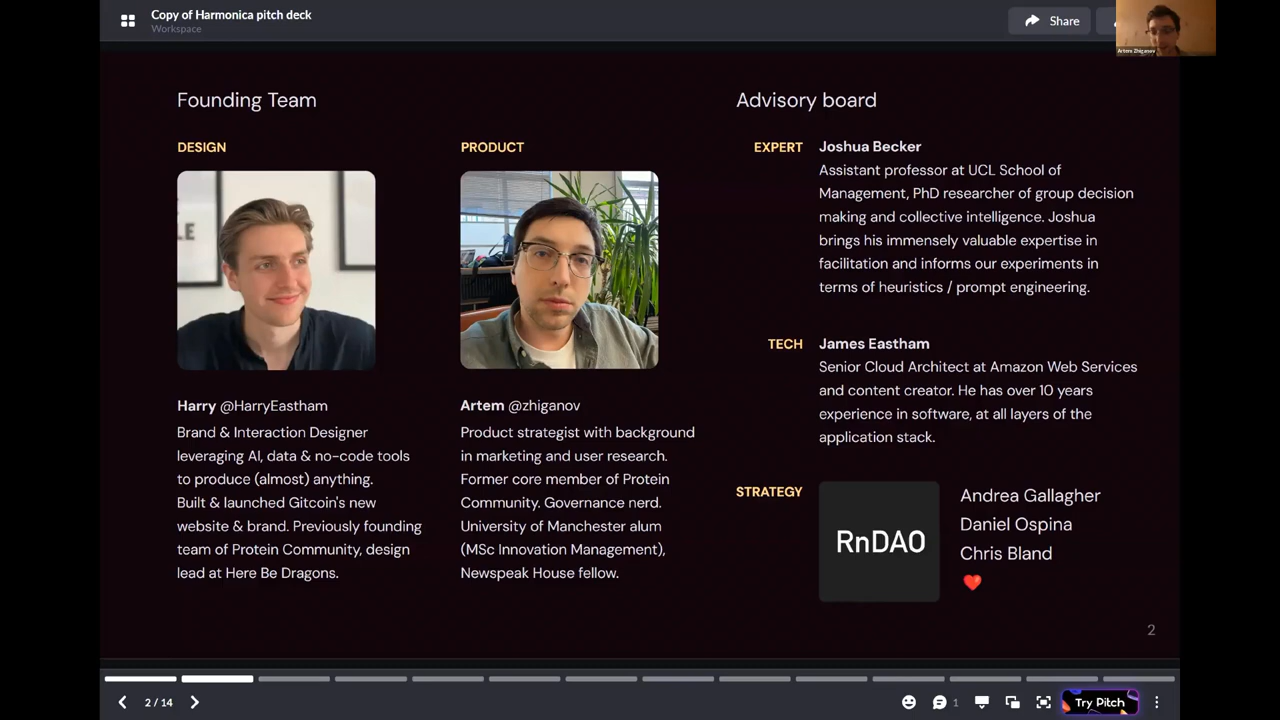 Copy of Harmonica pitch deck
Workspace
Share
Artem Zhiganov
Founding Team
DESIGN
Harry @HarryEastham
Brand & Interaction Designer
leveraging AI, data & no-code tools
to produce (almost) anything.
Built & launched Gitcoin's new
website & brand. Previously founding
team of Protein Community, design
lead at Here Be Dragons.
PRODUCT
Artem @zhiganov
Product strategist with background
in marketing and user research.
Former core member of Protein
Community. Governance nerd.
University of Manchester alum
(MSc Innovation Management),
Newspeak House fellow.
Advisory board
EXPERT
Joshua Becker
Assistant professor at UCL School of
Management, PhD researcher of group decision
making and collective intelligence. Joshua
brings his immensely valuable expertise in
facilitation and informs our experiments in
terms of heuristics / prompt engineering.
TECH
James Eastham
Senior Cloud Architect at Amazon Web Services
and content creator. He has over 10 years
experience in software, at all layers of the
application stack.
STRATEGY
RnDAO
Andrea Gallagher
Daniel Ospina
Chris Bland
❤️
2
2 / 14
1
Try Pitch